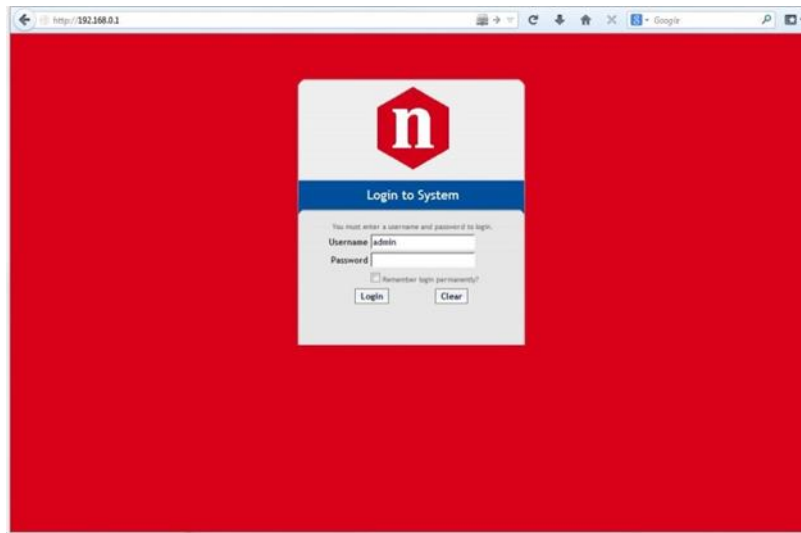 http://192.168.0.1
Google
n
Login to System
You must enter a username and password to login.
Username admin
Password
Remember login permanently?
Login Clear